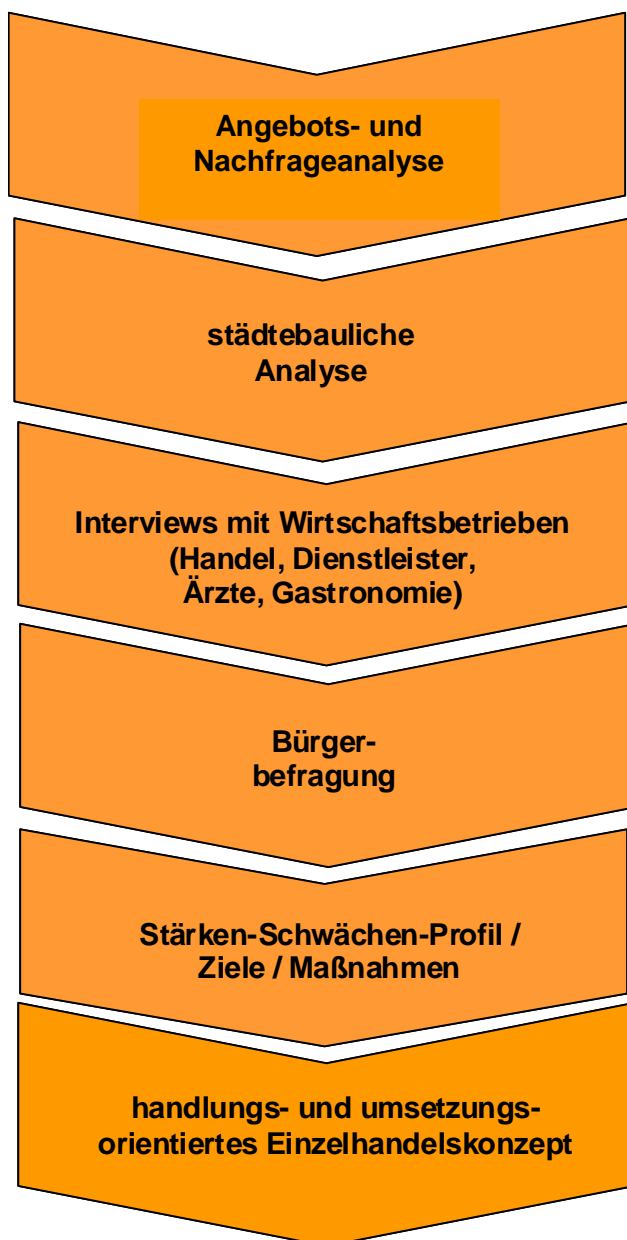 Angebots- und
Nachfrageanalyse
städtebauliche
Analyse
Interviews mit Wirtschaftsbetrieben
(Handel, Dienstleister,
Ärzte, Gastronomie)
Bürger-
befragung
Stärken-Schwächen-Profil /
Ziele / Maßnahmen
handlungs- und umsetzungs-
orientiertes Einzelhandelskonzept